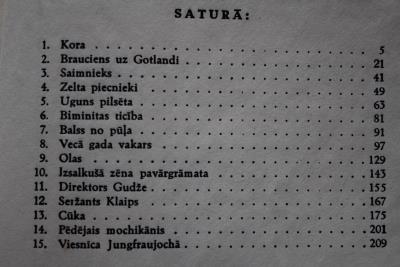 SATURĀ:
1. Kora . . . . . . . . . . . . . . . . . . . . 5
2. Brauciens uz Gotlandi . . . . . . . . . . . . 21
3. Saimnieks . . . . . . . . . . . . . . . . . . 41
4. Zelta piecnieki . . . . . . . . . . . . . . . 49
5. Uguns pilsēta . . . . . . . . . . . . . . . . 63
6. Biminitas ticība . . . . . . . . . . . . . . . 81
7. Balss no pūļa . . . . . . . . . . . . . . . . 91
8. Vecā gada vakars . . . . . . . . . . . . . . . 97
9. Olas . . . . . . . . . . . . . . . . . . . . 129
10. Izsalkušā zēna pavārgrāmata . . . . . . . . . 143
11. Direktors Gudže . . . . . . . . . . . . . . . 155
12. Seržants Klaips . . . . . . . . . . . . . . . 167
13. Cūka . . . . . . . . . . . . . . . . . . . . 175
14. Pēdējais mochikānis . . . . . . . . . . . . . 201
15. Viesnīca Jungfraujochā . . . . . . . . . . . . 209